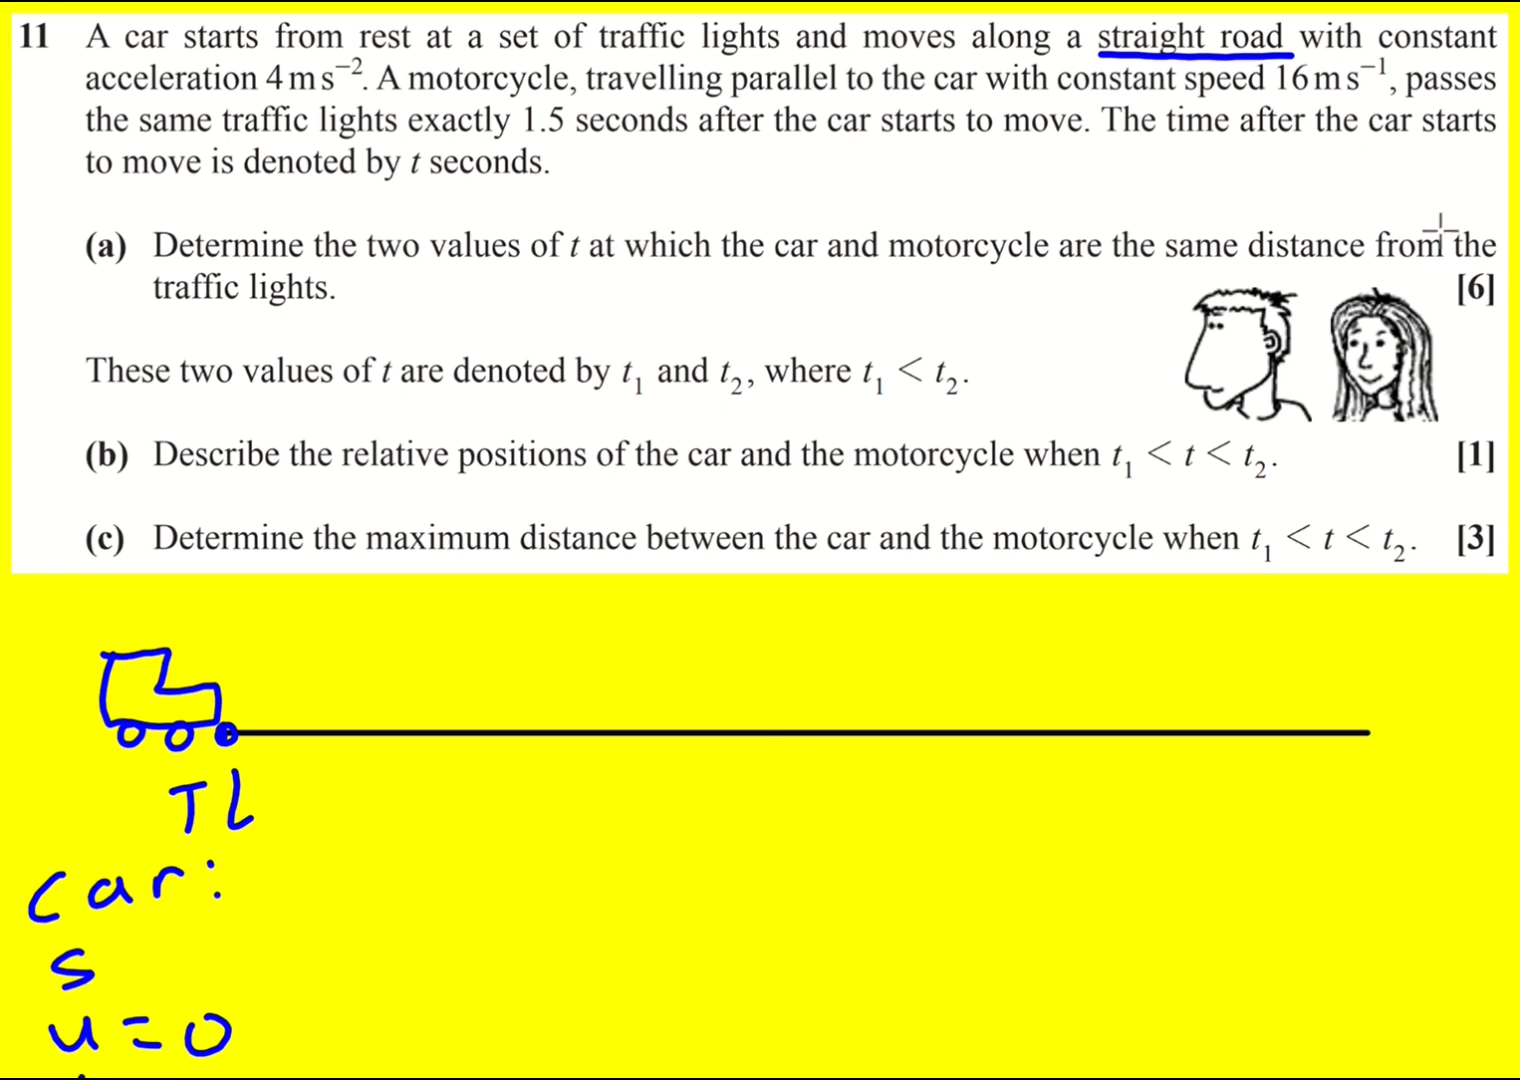 11 A car starts from rest at a set of traffic lights and moves along a straight road with constant
acceleration 4 m s⁻². A motorcycle, travelling parallel to the car with constant speed 16 m s⁻¹, passes
the same traffic lights exactly 1.5 seconds after the car starts to move. The time after the car starts
to move is denoted by t seconds.
(a) Determine the two values of t at which the car and motorcycle are the same distance from the
traffic lights. [6]
These two values of t are denoted by t₁ and t₂, where t₁ < t₂.
(b) Describe the relative positions of the car and the motorcycle when t₁ < t < t₂. [1]
(c) Determine the maximum distance between the car and the motorcycle when t₁ < t < t₂. [3]
TL
car:
s
u = 0